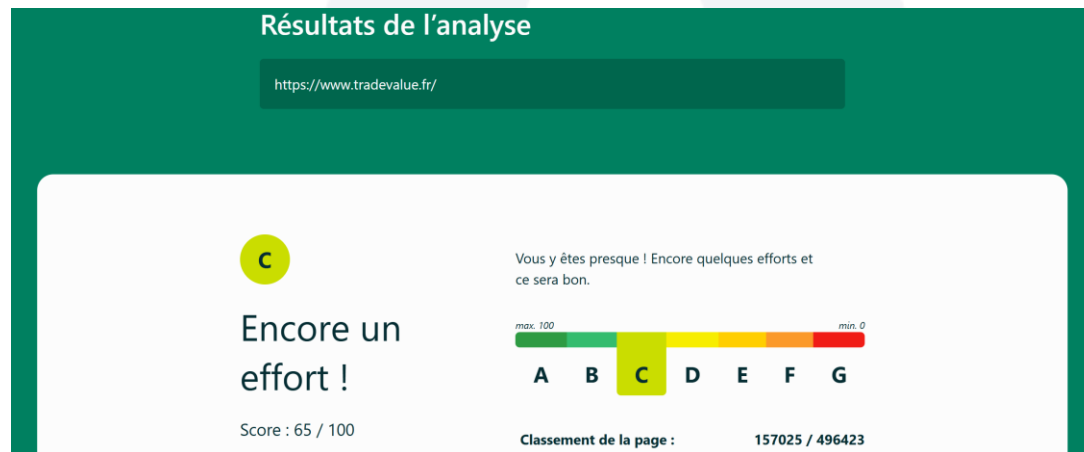 Résultats de l’analyse
https://www.tradevalue.fr/
C
Encore un
effort !
Score : 65 / 100
Vous y êtes presque ! Encore quelques efforts et
ce sera bon.
max. 100 min. 0
A B C D E F G
Classement de la page : 157025 / 496423